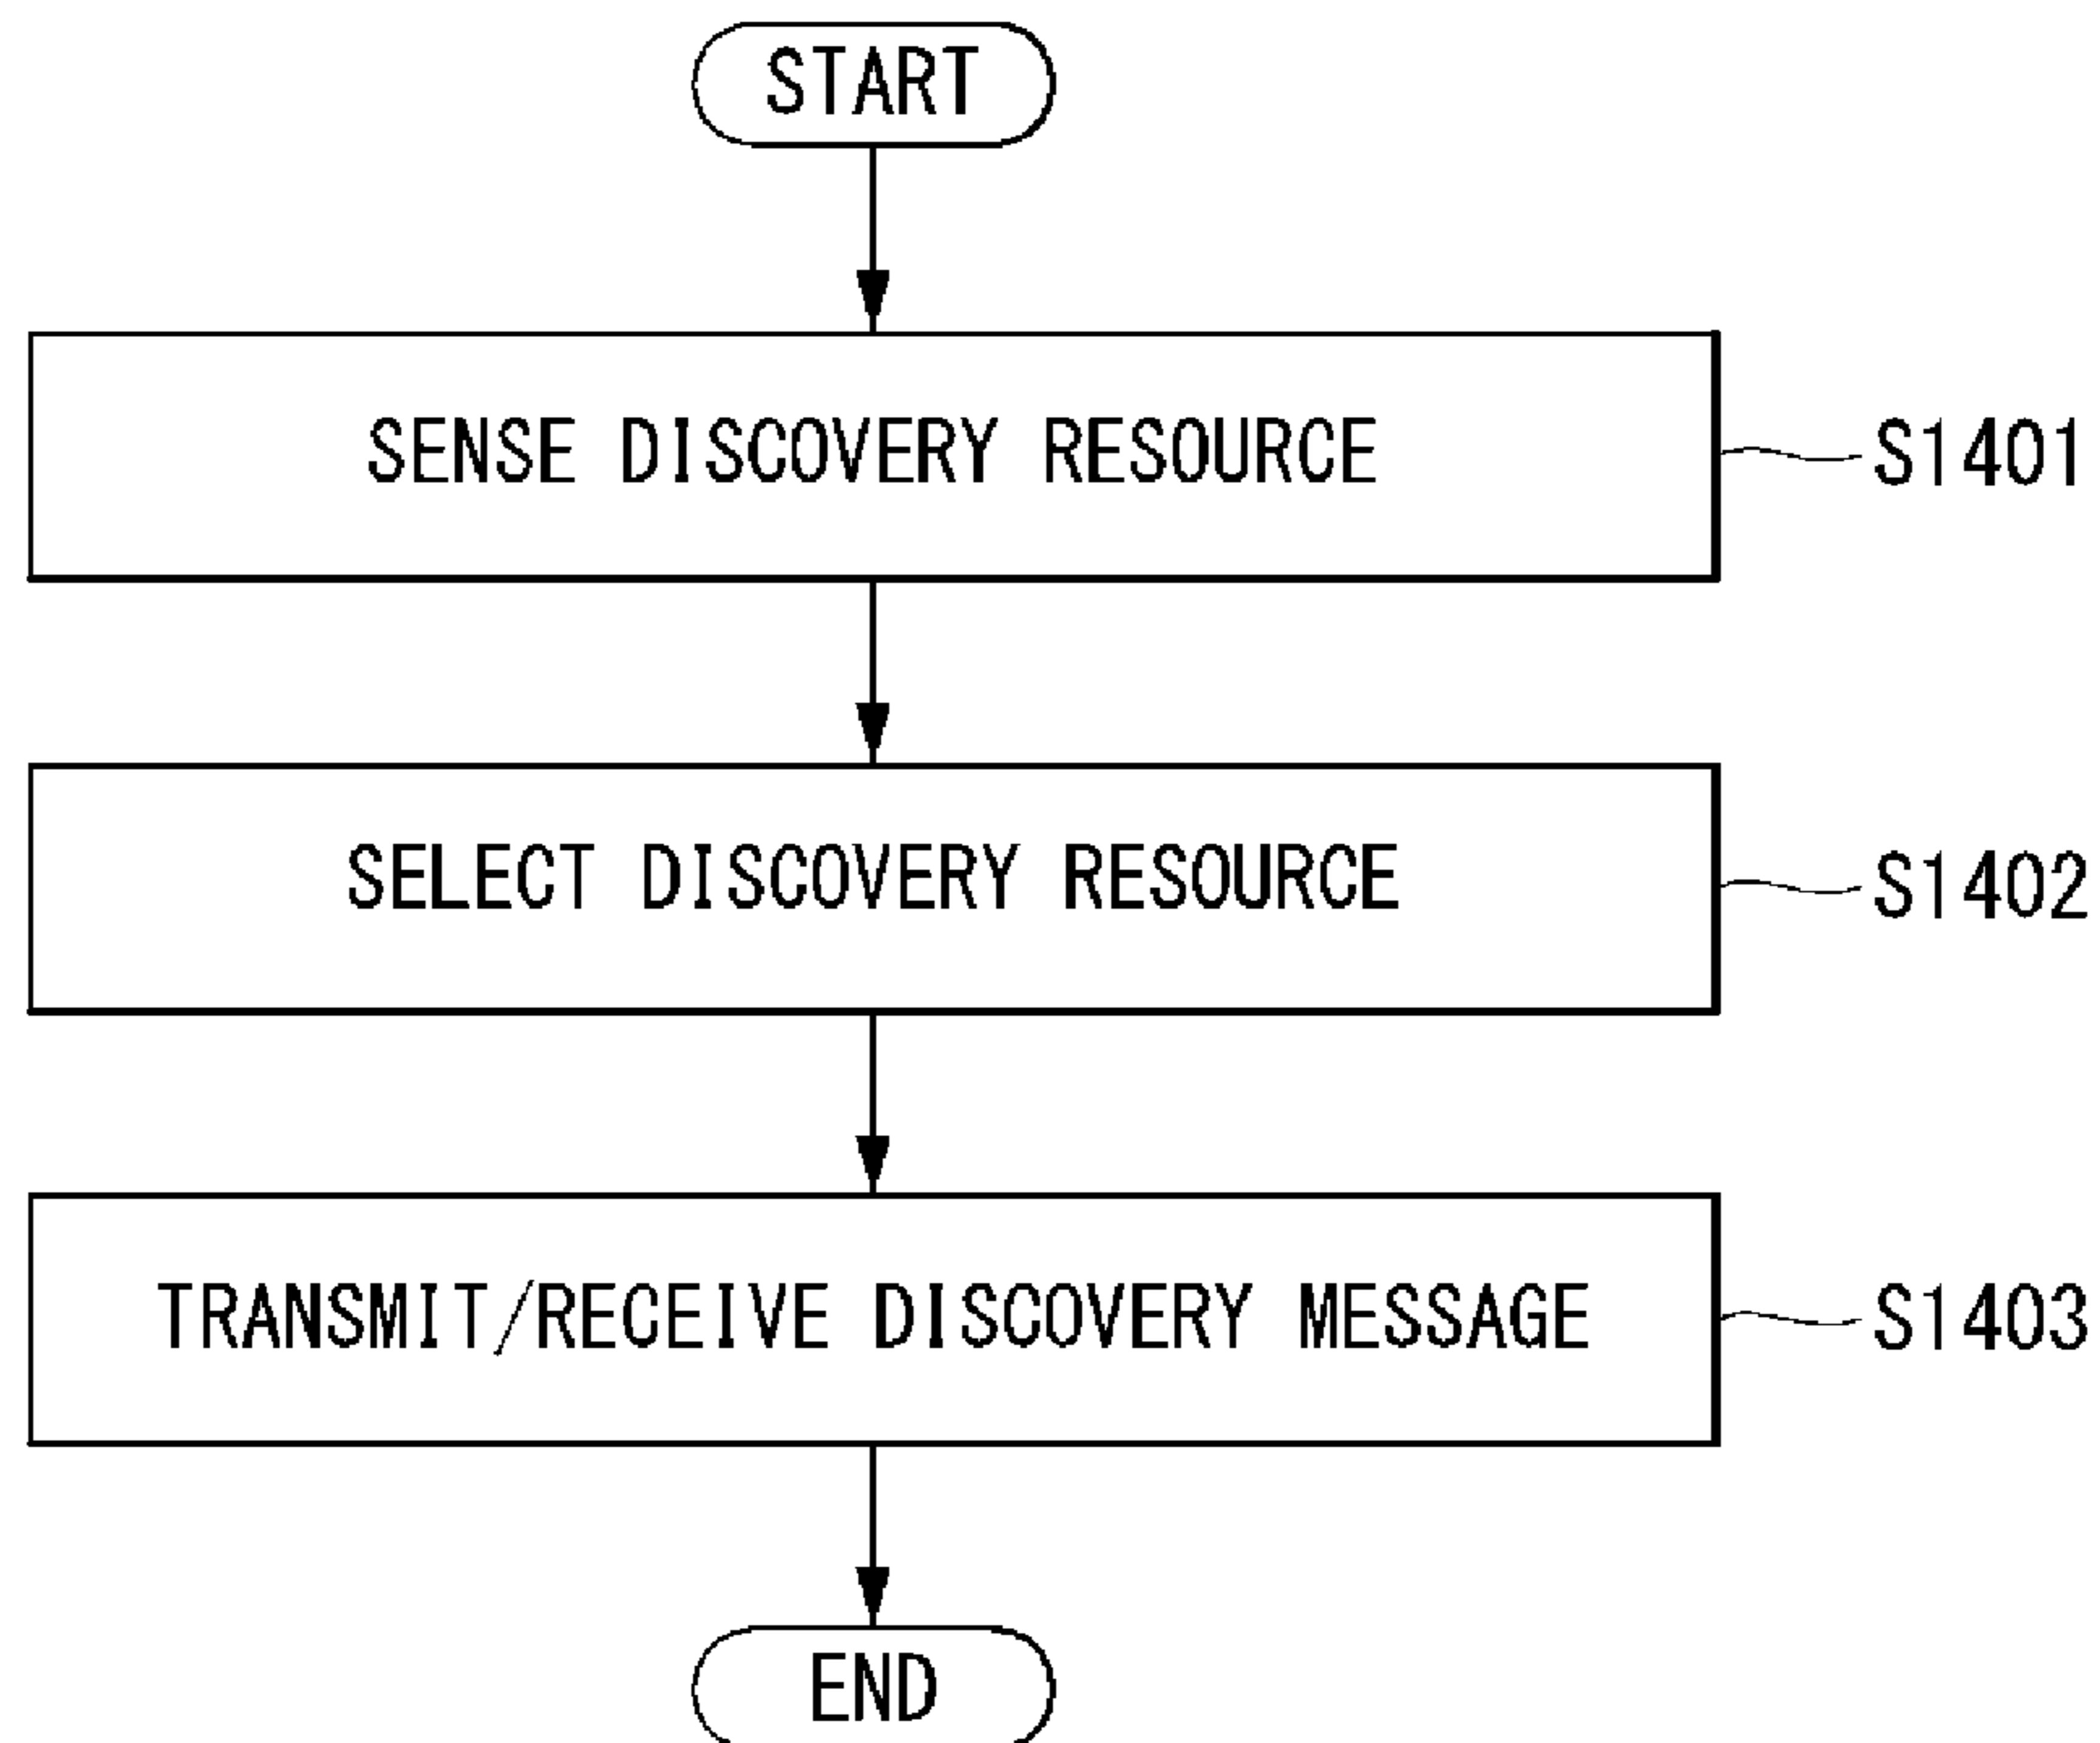 START
SENSE DISCOVERY RESOURCE
S1401
SELECT DISCOVERY RESOURCE
S1402
TRANSMIT/RECEIVE DISCOVERY MESSAGE
S1403
END